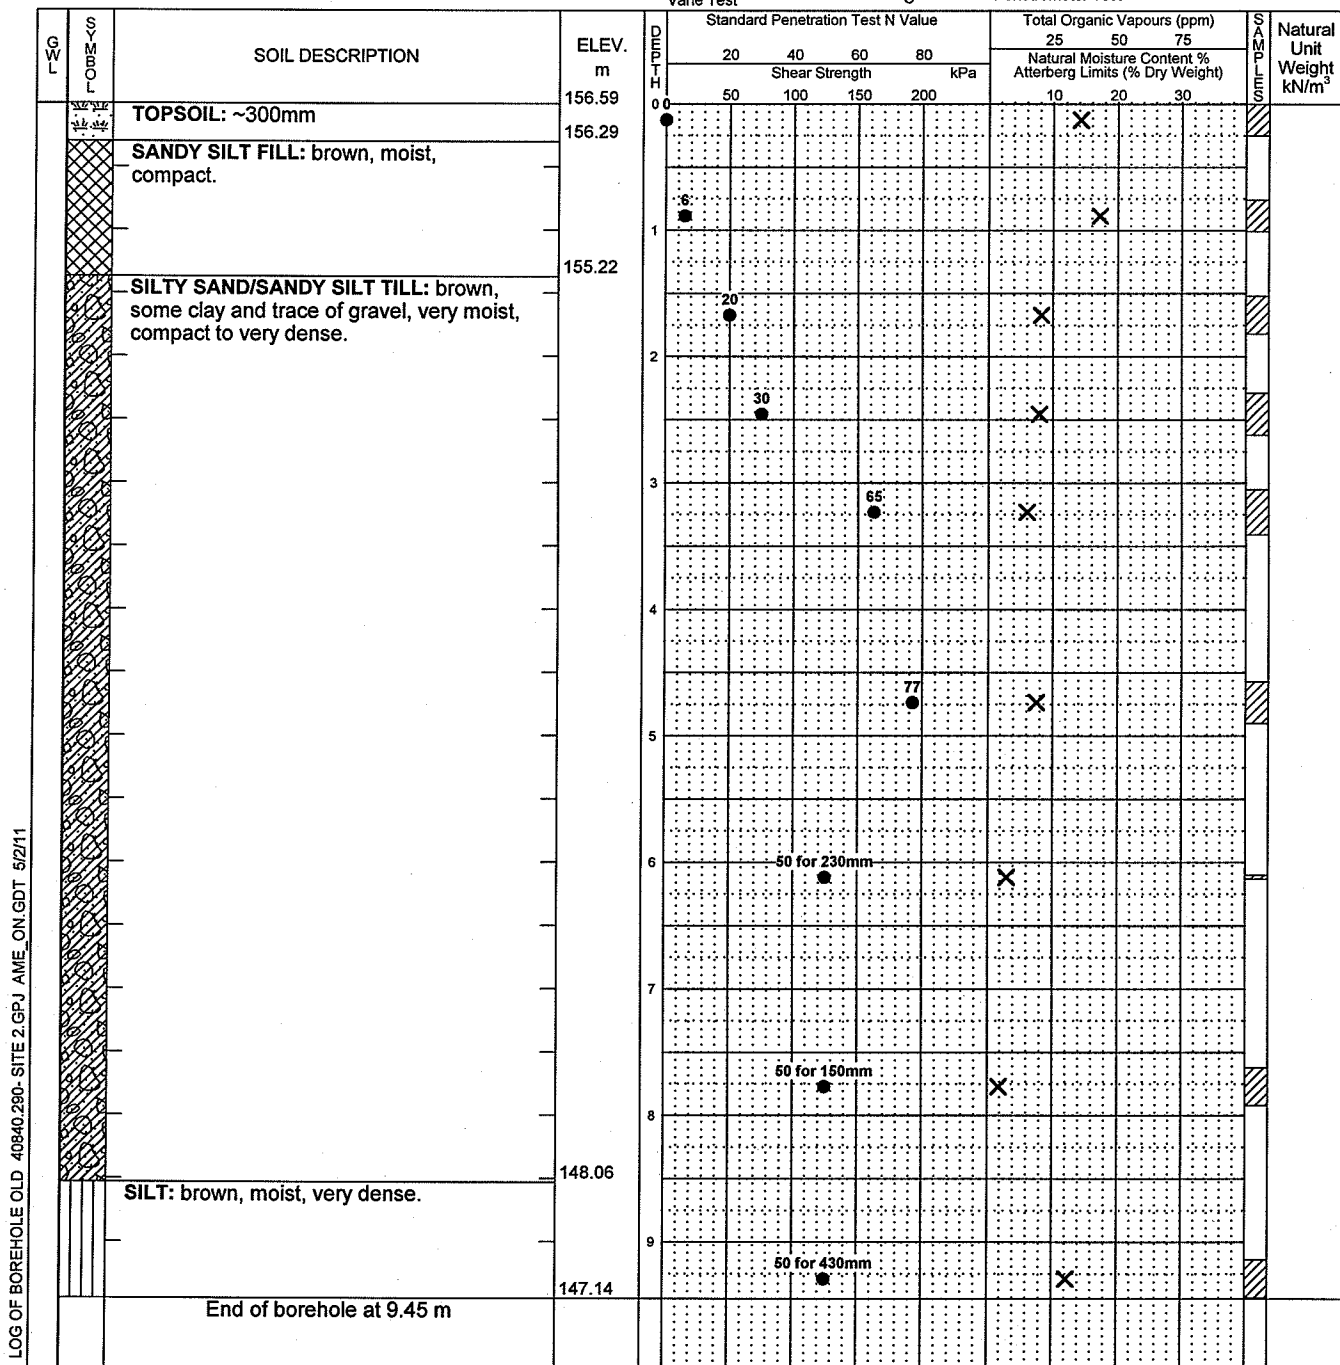 Vane Test
GWL
SYMBOL
SOIL DESCRIPTION
ELEV.
m
DEPTH
Standard Penetration Test N Value
20 40 60 80
Shear Strength kPa
50 100 150 200
Total Organic Vapours (ppm)
25 50 75
Natural Moisture Content %
Atterberg Limits (% Dry Weight)
10 20 30
SAMPLES
Natural
Unit
Weight
kN/m³
156.59
0 0
TOPSOIL: ~300mm
156.29
SANDY SILT FILL: brown, moist,
compact.
6
1
155.22
SILTY SAND/SANDY SILT TILL: brown,
some clay and trace of gravel, very moist,
compact to very dense.
20
2
30
3
65
4
77
5
50 for 230mm
6
7
50 for 150mm
8
148.06
SILT: brown, moist, very dense.
9
50 for 430mm
147.14
End of borehole at 9.45 m
LOG OF BOREHOLE OLD 40840.290- SITE 2.GPJ AME_ON.GDT 5/2/11